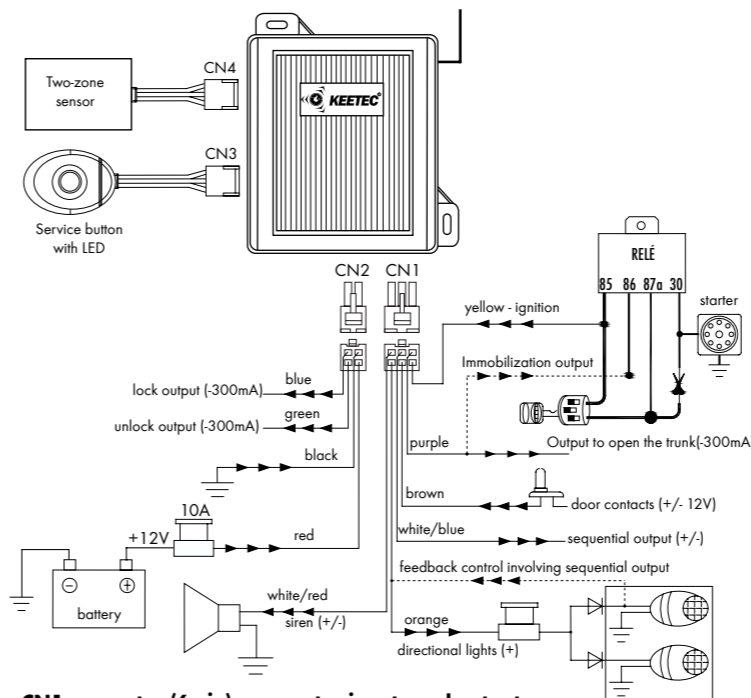 CN4
Two-zone
sensor
KEETEC®
CN3
Service button
with LED
CN2 CN1
RELÉ
85 86 87a 30
starter
yellow - ignition
Immobilization output
blue
lock output (-300mA)
green
unlock output (-300mA)
purple
Output to open the trunk(-300mA
black
brown
door contacts (+/- 12V)
10A
+12V
red
white/blue
sequential output (+/-)
feedback control involving sequential output
battery
white/red
siren (+/-)
orange
directional lights (+)